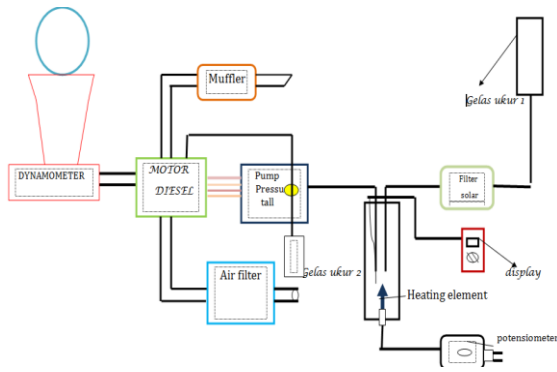 Muffler
Gelas ukur 1
DYNAMOMETER
MOTOR
DIESEL
Pump
Pressu
tall
Filter
solar
Air filter
Gelas ukur 2
display
Heating element
potensiometer